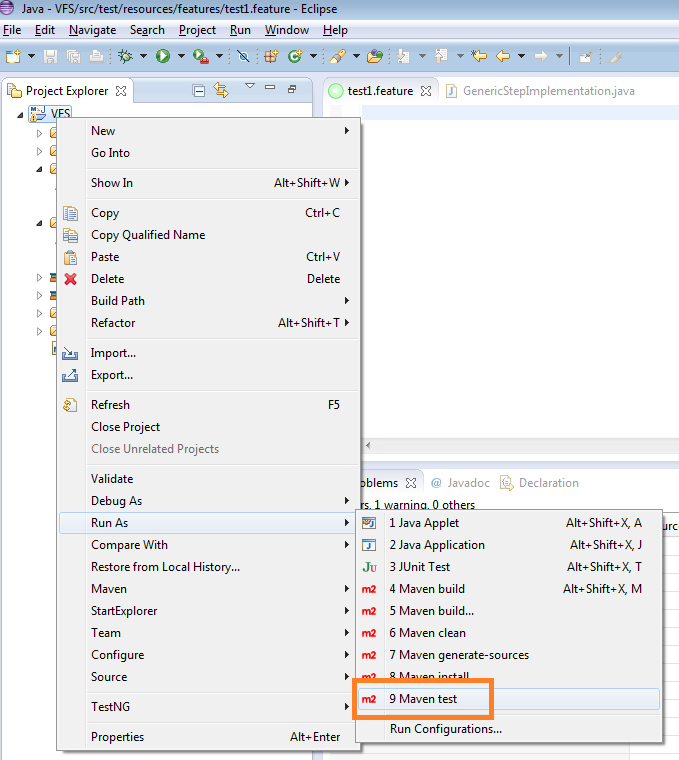 Java - VFS/src/test/resources/features/test1.feature - Eclipse
File Edit Navigate Search Project Run Window Help
Project Explorer
test1.feature
GenericStepImplementation.java
VFS
New
Go Into
Show In Alt+Shift+W
Copy Ctrl+C
Copy Qualified Name
Paste Ctrl+V
Delete Delete
Build Path
Refactor Alt+Shift+T
Import...
Export...
Refresh F5
Close Project
Close Unrelated Projects
Validate
Debug As
Run As
Compare With
Restore from Local History...
Maven
StartExplorer
Team
Configure
Source
TestNG
Properties Alt+Enter
oblems @ Javadoc Declaration
rs, 1 warning, 0 others
urc
1 Java Applet Alt+Shift+X, A
2 Java Application Alt+Shift+X, J
JU 3 JUnit Test Alt+Shift+X, T
m2 4 Maven build Alt+Shift+X, M
m2 5 Maven build...
m2 6 Maven clean
m2 7 Maven generate-sources
m2 8 Maven install
m2 9 Maven test
Run Configurations...